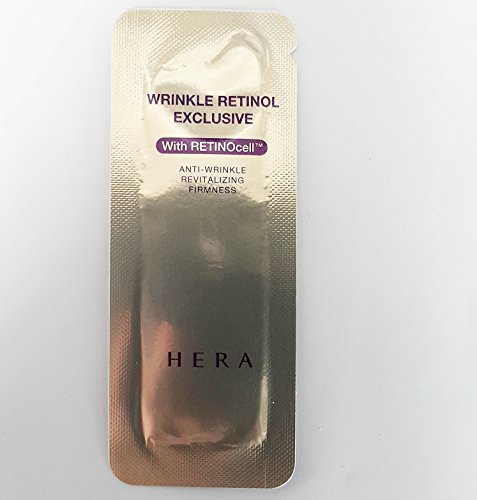 WRINKLE RETINOL
EXCLUSIVE
With RETINOcell™
ANTI-WRINKLE
REVITALIZING
FIRMNESS
HERA